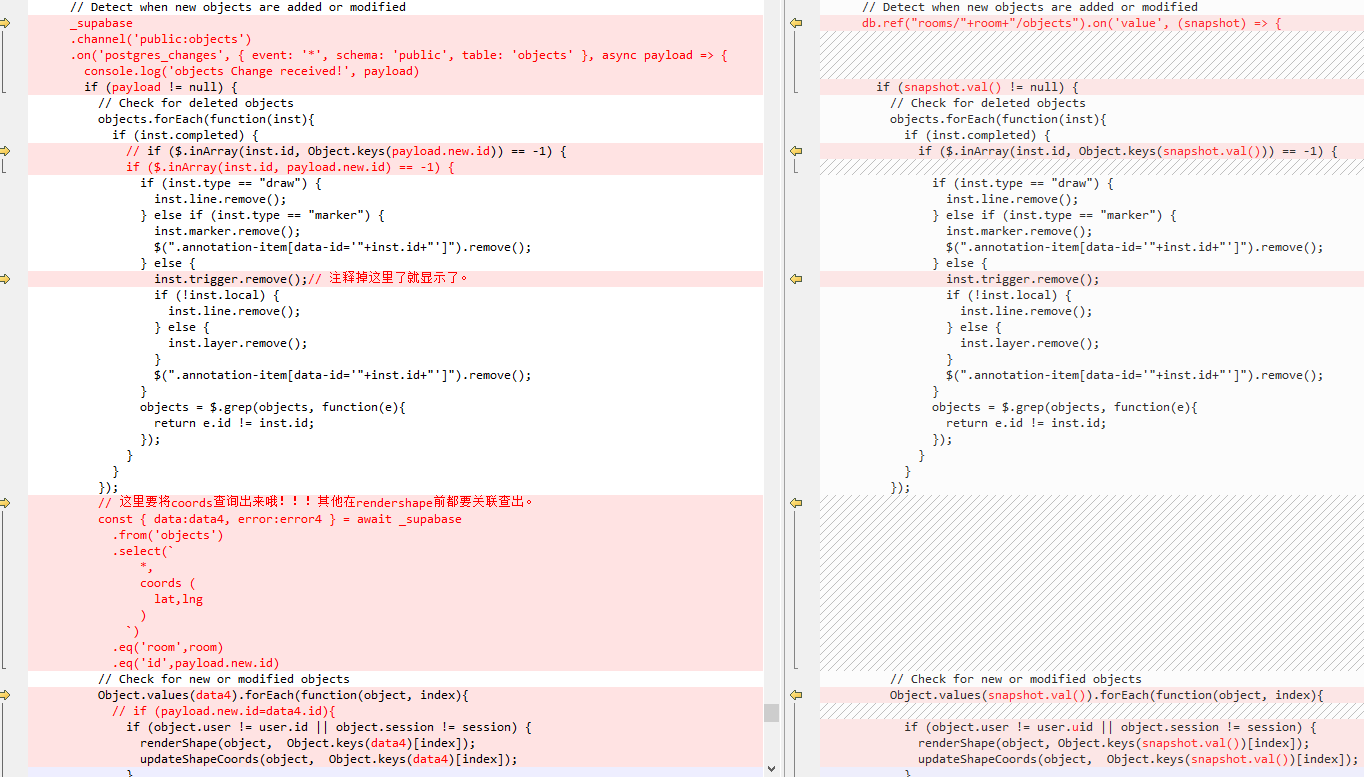 // Detect when new objects are added or modified
_supabase
.channel('public:objects')
.on('postgres_changes', { event: '*', schema: 'public', table: 'objects' }, async payload => {
console.log('objects Change received!', payload)
if (payload != null) {
// Check for deleted objects
objects.forEach(function(inst){
if (inst.completed) {
// if ($.inArray(inst.id, Object.keys(payload.new.id)) == -1) {
if ($.inArray(inst.id, payload.new.id) == -1) {
if (inst.type == "draw") {
inst.line.remove();
} else if (inst.type == "marker") {
inst.marker.remove();
$(".annotation-item[data-id='"+inst.id+"']").remove();
} else {
inst.trigger.remove();// 注释掉这里了就显示了。
if (!inst.local) {
inst.line.remove();
} else {
inst.layer.remove();
}
$(".annotation-item[data-id='"+inst.id+"']").remove();
}
objects = $.grep(objects, function(e){
return e.id != inst.id;
});
}
}
});
// 这里要将coords查询出来哦！！！其他在rendershape前都要关联查出。
const { data:data4, error:error4 } = await _supabase
.from('objects')
.select(`
*,
coords (
lat,lng
)
`)
.eq('room',room)
.eq('id',payload.new.id)
// Check for new or modified objects
Object.values(data4).forEach(function(object, index){
// if (payload.new.id=data4.id){
if (object.user != user.id || object.session != session) {
renderShape(object,  Object.keys(data4)[index]);
updateShapeCoords(object,  Object.keys(data4)[index]);
}
// Detect when new objects are added or modified
db.ref("rooms/"+room+"/objects").on('value', (snapshot) => {
if (snapshot.val() != null) {
// Check for deleted objects
objects.forEach(function(inst){
if (inst.completed) {
if ($.inArray(inst.id, Object.keys(snapshot.val())) == -1) {
if (inst.type == "draw") {
inst.line.remove();
} else if (inst.type == "marker") {
inst.marker.remove();
$(".annotation-item[data-id='"+inst.id+"']").remove();
} else {
inst.trigger.remove();
if (!inst.local) {
inst.line.remove();
} else {
inst.layer.remove();
}
$(".annotation-item[data-id='"+inst.id+"']").remove();
}
objects = $.grep(objects, function(e){
return e.id != inst.id;
});
}
}
});
// Check for new or modified objects
Object.values(snapshot.val()).forEach(function(object, index){
if (object.user != user.uid || object.session != session) {
renderShape(object, Object.keys(snapshot.val())[index]);
updateShapeCoords(object,  Object.keys(snapshot.val())[index]);
}